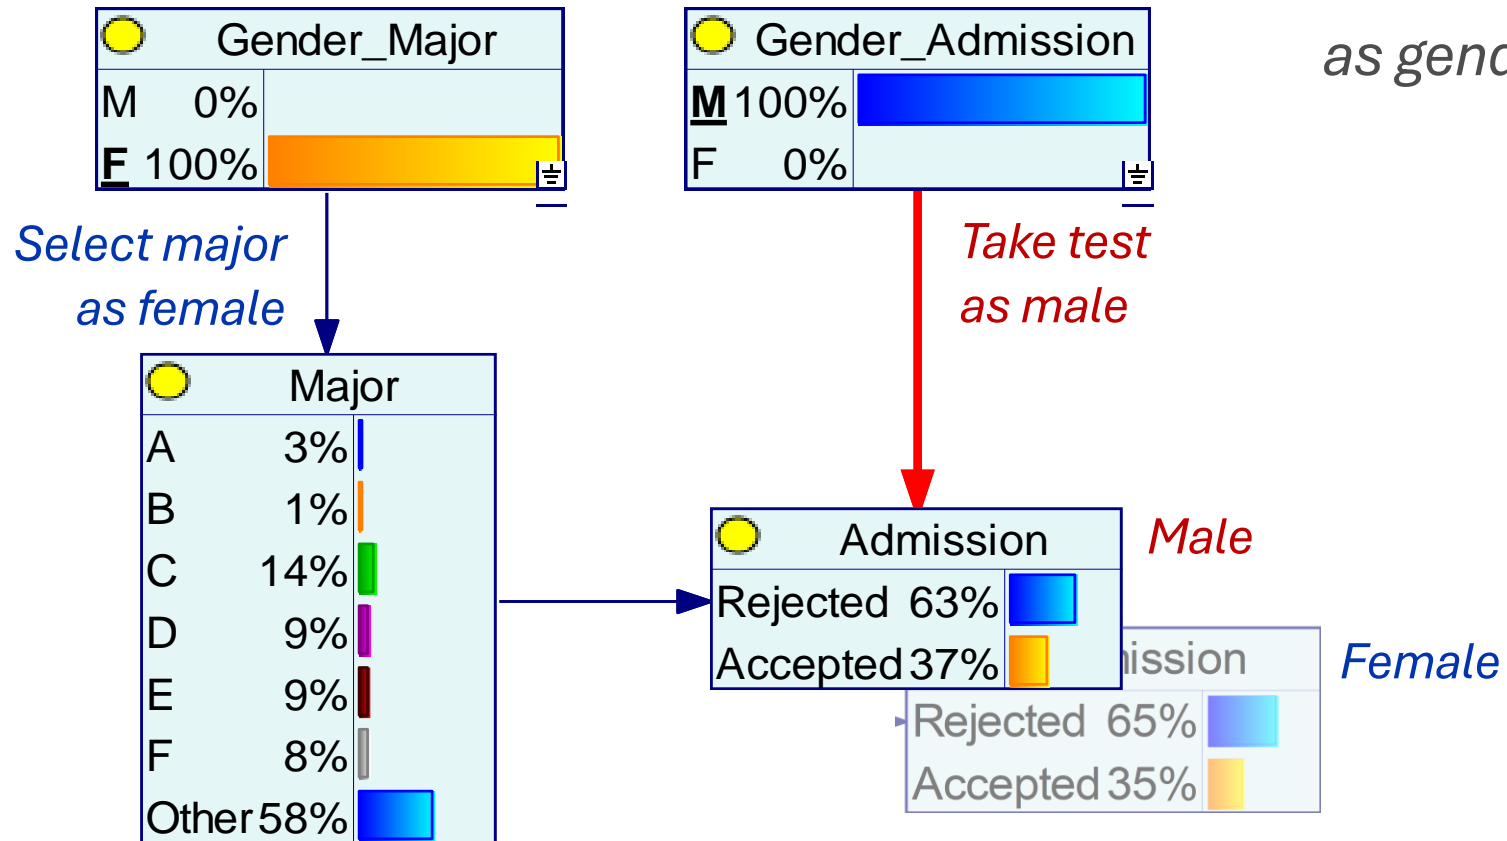 Gender_Major
M 0%
F 100%
Gender_Admission
M 100%
F 0%
as
Select major
as female
Take test
as male
Major
A 3%
B 1%
C 14%
D 9%
E 9%
F 8%
Other 58%
Admission
Rejected 63%
Accepted 37%
Male
Rejected 65%
Accepted 35%
Female